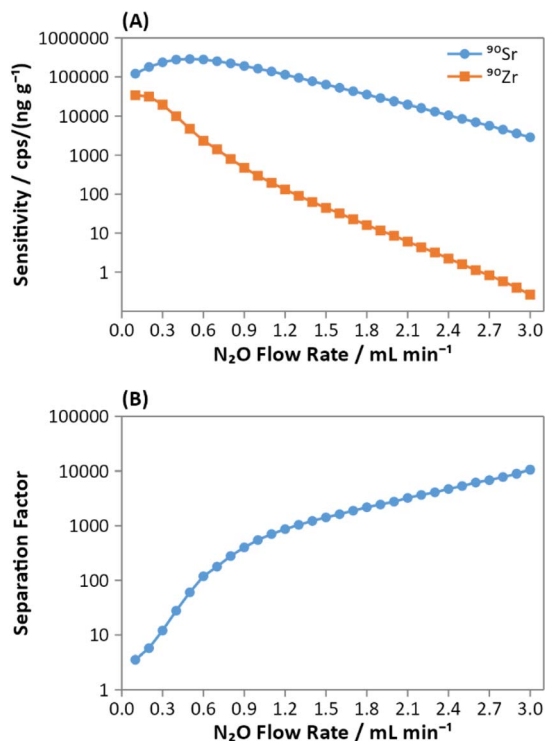 (A)
Sensitivity / cps/(ng g⁻¹)
1000000
100000
10000
1000
100
10
1
⁹⁰Sr
⁹⁰Zr
0.0 0.3 0.6 0.9 1.2 1.5 1.8 2.1 2.4 2.7 3.0
N₂O Flow Rate / mL min⁻¹
(B)
Separation Factor
100000
10000
1000
100
10
1
0.0 0.3 0.6 0.9 1.2 1.5 1.8 2.1 2.4 2.7 3.0
N₂O Flow Rate / mL min⁻¹